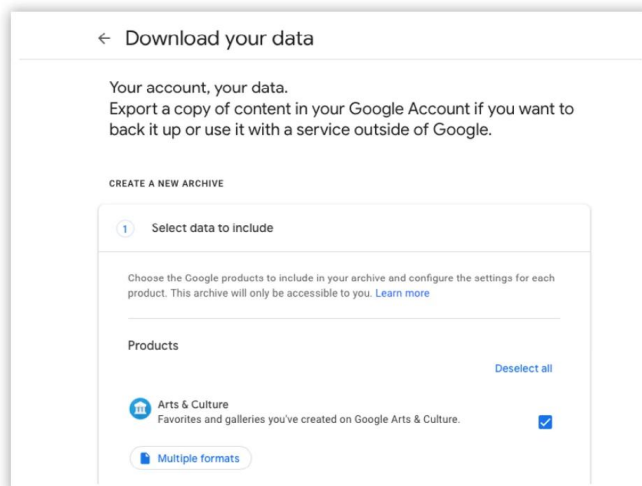 Download your data
Your account, your data.
Export a copy of content in your Google Account if you want to
back it up or use it with a service outside of Google.
CREATE A NEW ARCHIVE
1 Select data to include
Choose the Google products to include in your archive and configure the settings for each
product. This archive will only be accessible to you. Learn more
Products
Deselect all
Arts & Culture
Favorites and galleries you've created on Google Arts & Culture.
Multiple formats